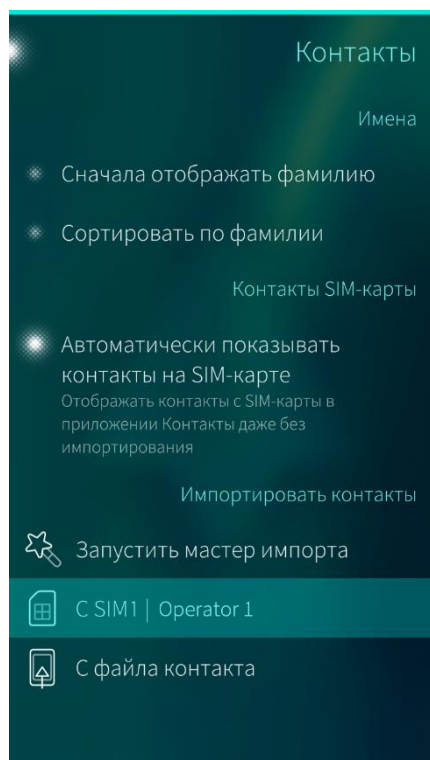 Контакты
Имена
Сначала отображать фамилию
Сортировать по фамилии
Контакты SIM-карты
Автоматически показывать
контакты на SIM-карте
Отображать контакты с SIM-карты в
приложении Контакты даже без
импортирования
Импортировать контакты
Запустить мастер импорта
С SIM1 | Operator 1
С файла контакта